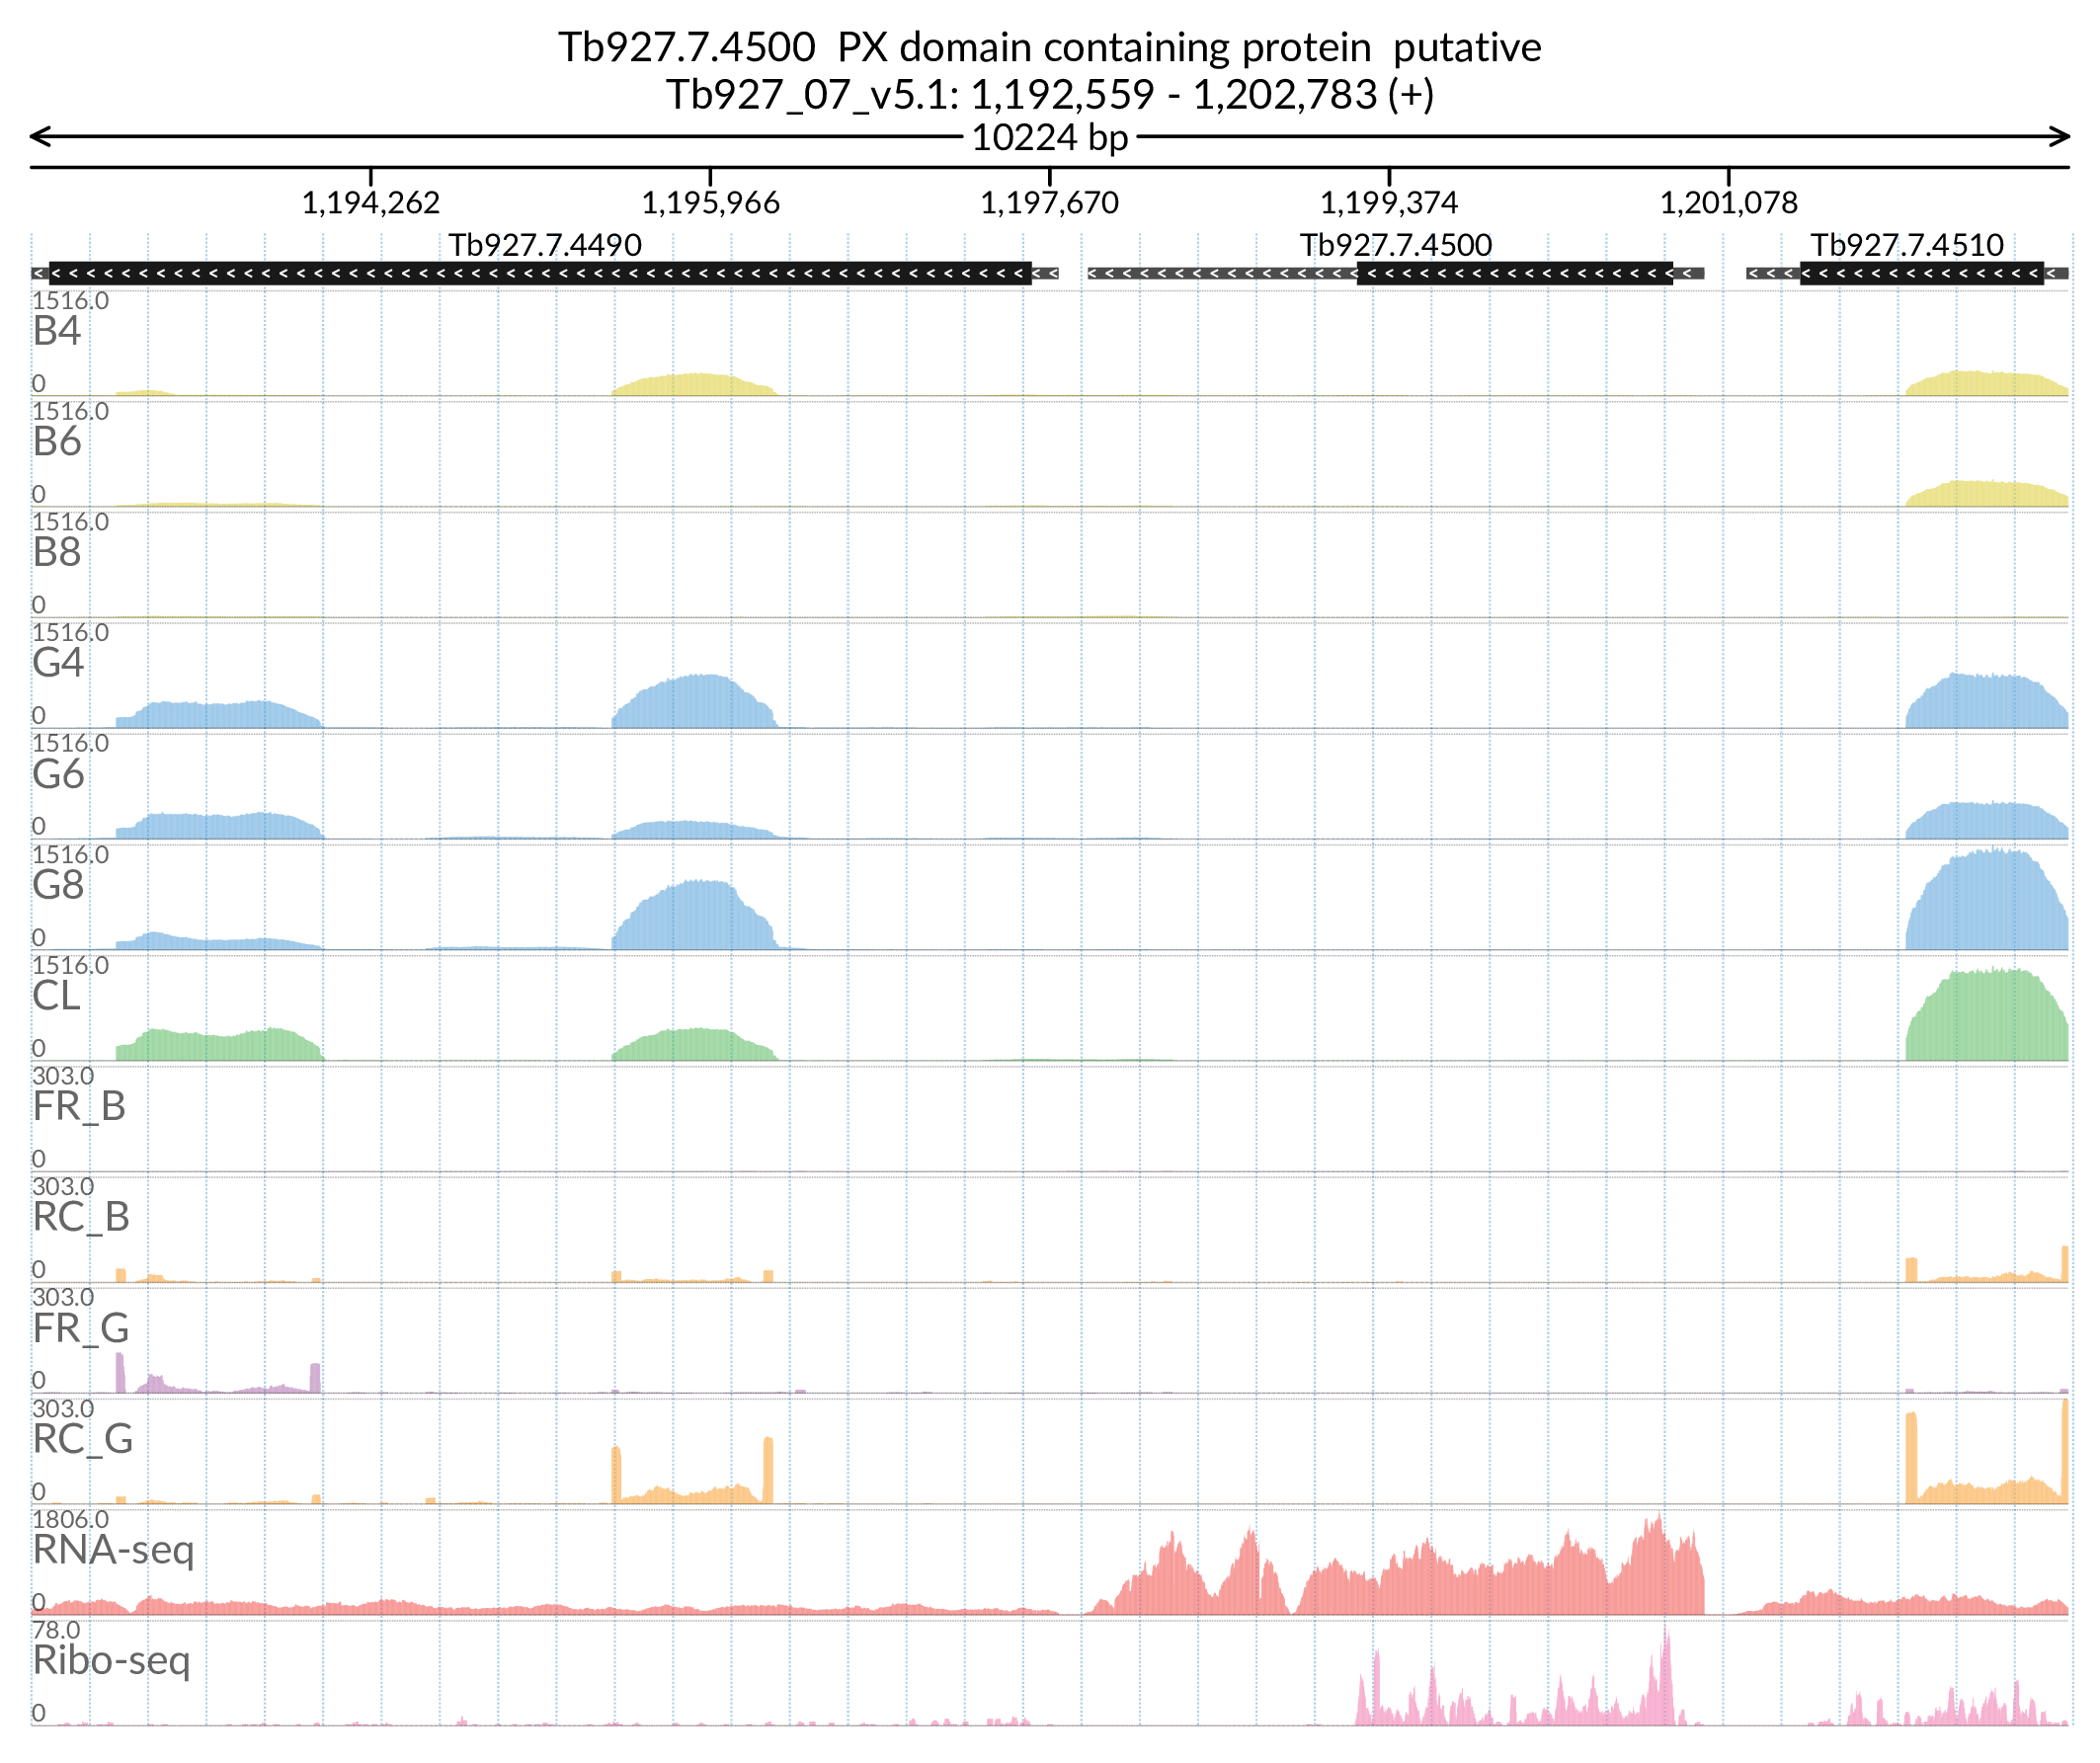 Tb927.7.4500  PX domain containing protein  putative
Tb927_07_v5.1: 1,192,559 - 1,202,783 (+)
10224 bp
1,194,262 1,195,966 1,197,670 1,199,374 1,201,078
Tb927.7.4490 Tb927.7.4500 Tb927.7.4510
1516.0
B4
0
1516.0
B6
0
1516.0
B8
0
1516.0
G4
0
1516.0
G6
0
1516.0
G8
0
1516.0
CL
0
303.0
FR_B
0
303.0
RC_B
0
303.0
FR_G
0
303.0
RC_G
0
1806.0
RNA-seq
0
78.0
Ribo-seq
0